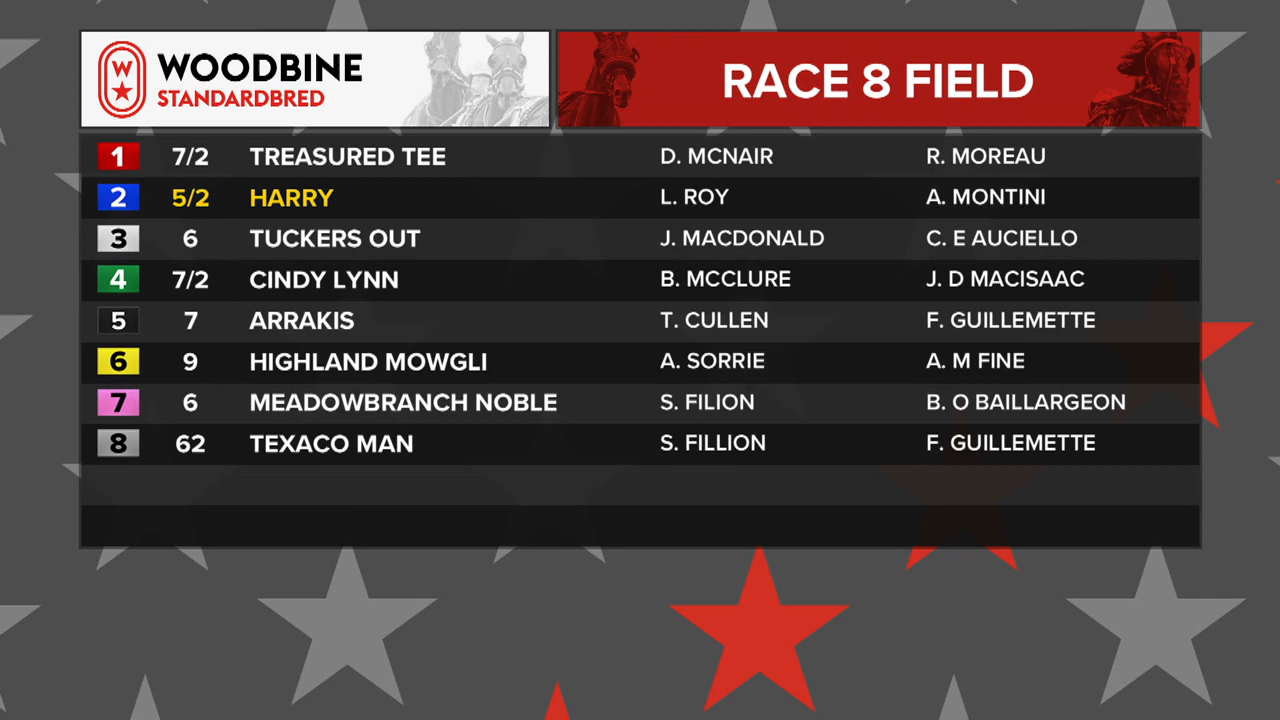 W
WOODBINE
STANDARDBRED
RACE 8 FIELD
1 7/2 TREASURED TEE D. MCNAIR R. MOREAU
2 5/2 HARRY L. ROY A. MONTINI
3 6 TUCKERS OUT J. MACDONALD C. E AUCIELLO
4 7/2 CINDY LYNN B. MCCLURE J. D MACISAAC
5 7 ARRAKIS T. CULLEN F. GUILLEMETTE
6 9 HIGHLAND MOWGLI A. SORRIE A. M FINE
7 6 MEADOWBRANCH NOBLE S. FILION B. O BAILLARGEON
8 62 TEXACO MAN S. FILLION F. GUILLEMETTE